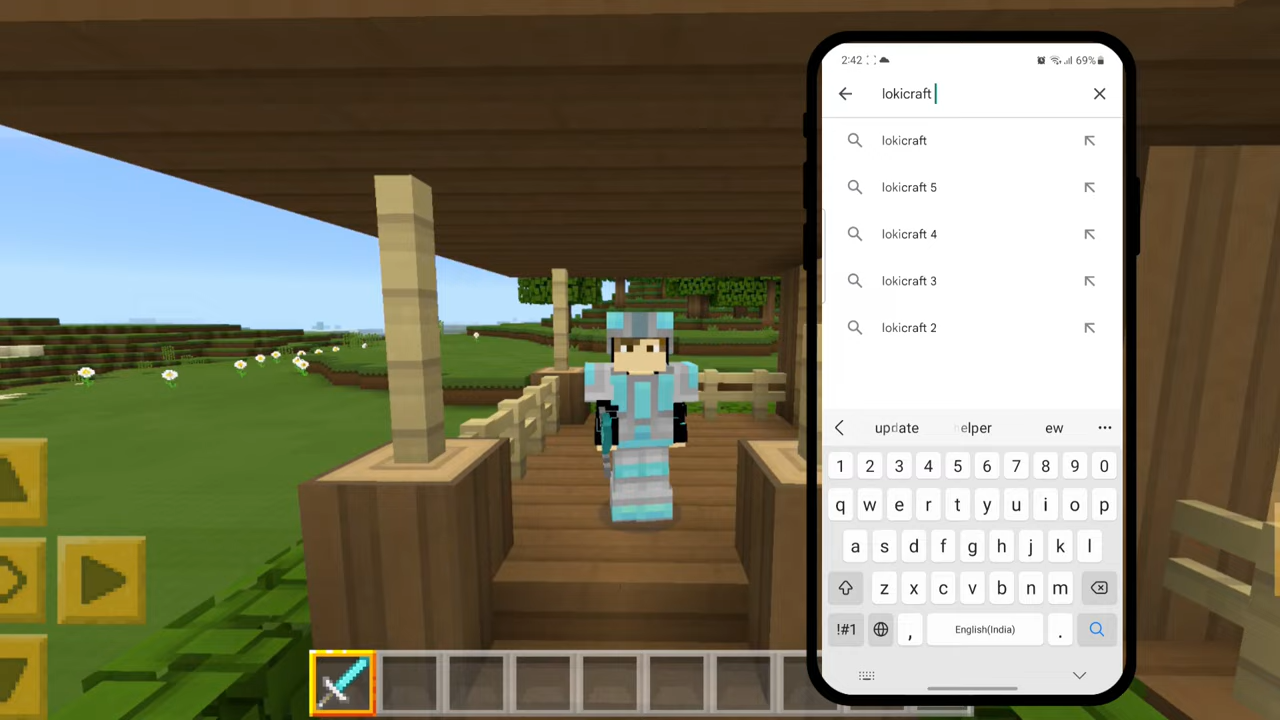 2:42 69%
lokicraft
lokicraft
lokicraft 5
lokicraft 4
lokicraft 3
lokicraft 2
update helper ew
1 2 3 4 5 6 7 8 9 0
q w e r t y u i o p
a s d f g h j k l
z x c v b n m
!#1 , English(India) .